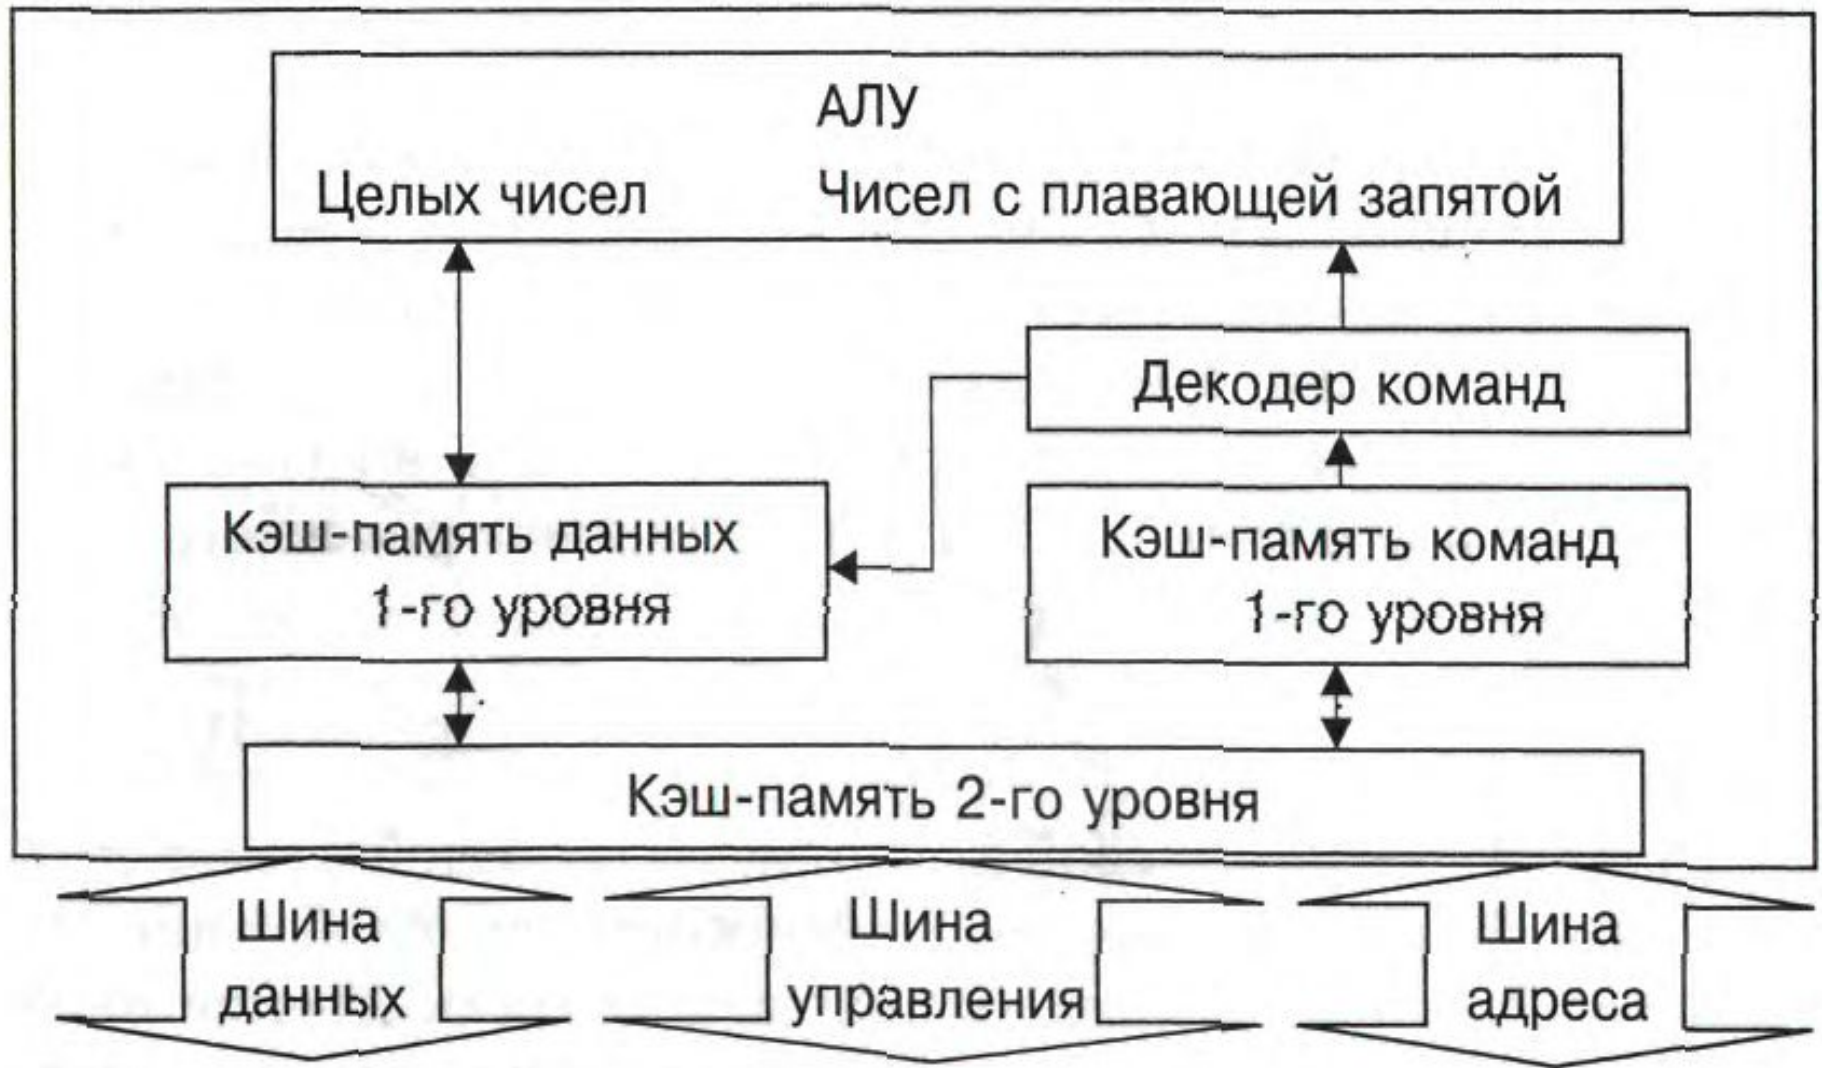 АЛУ
Целых чисел
Чисел с плавающей запятой
Декодер команд
Кэш-память данных
1-го уровня
Кэш-память команд
1-го уровня
Кэш-память 2-го уровня
Шина
данных
Шина
управления
Шина
адреса